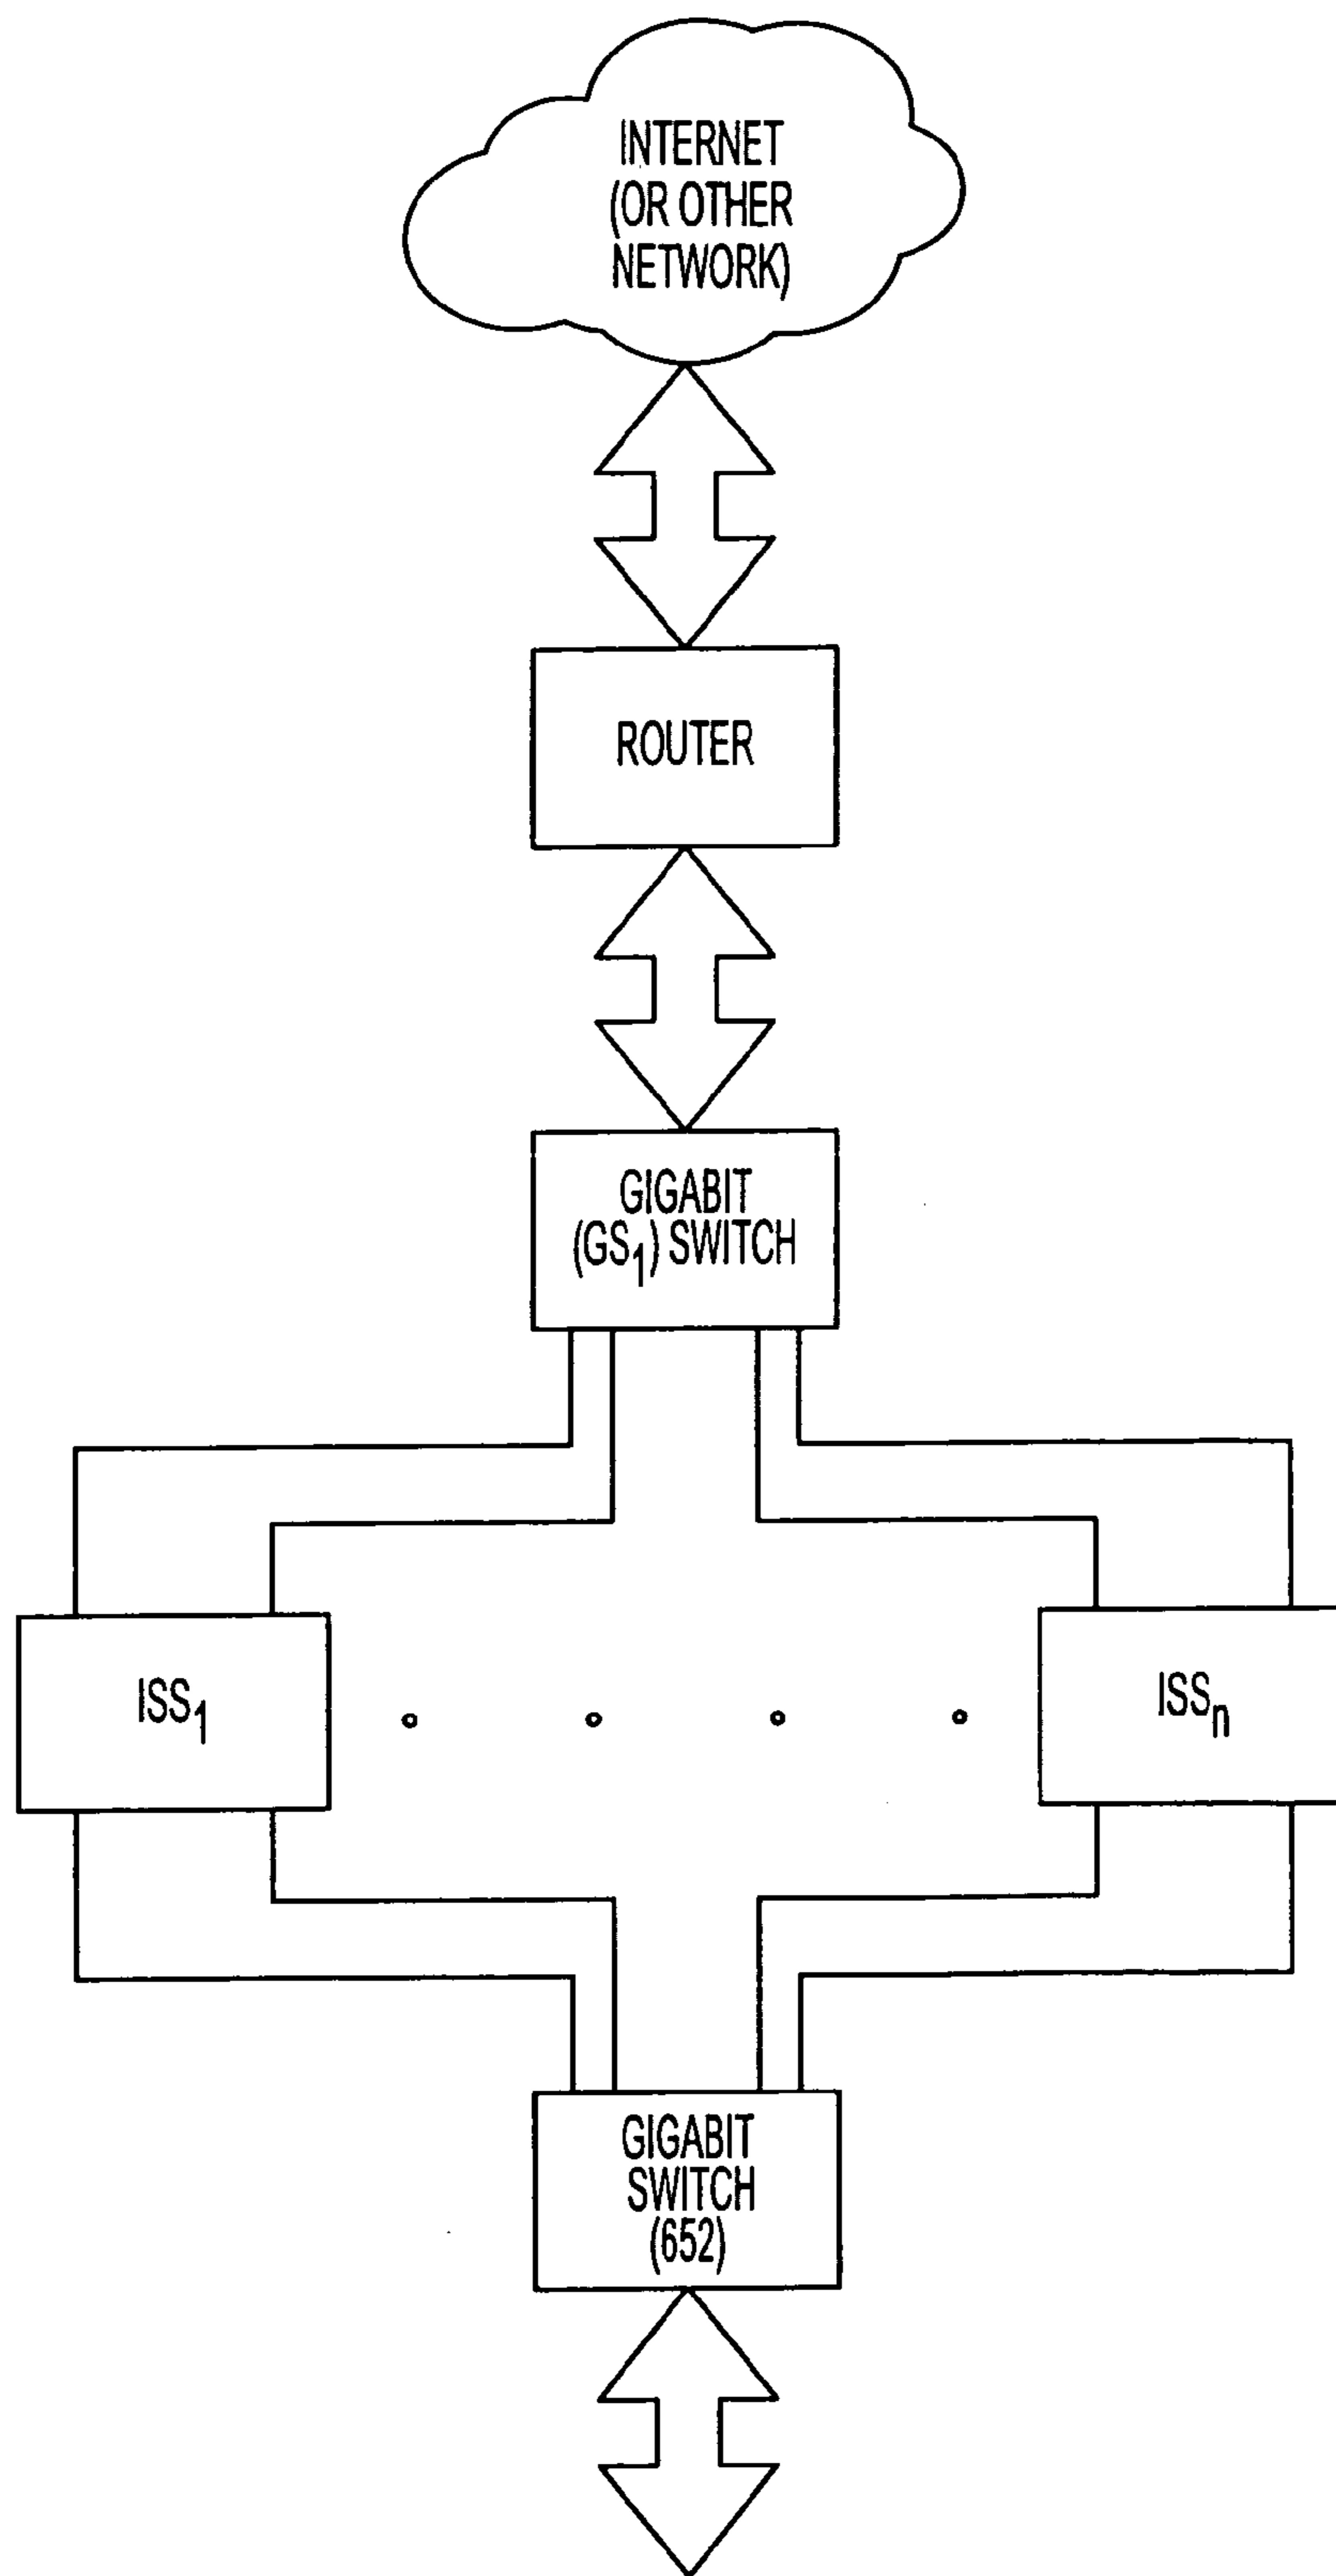 INTERNET
(OR OTHER
NETWORK)
ROUTER
GIGABIT
(GS₁) SWITCH
ISS₁
ISSₙ
GIGABIT
SWITCH
(652)